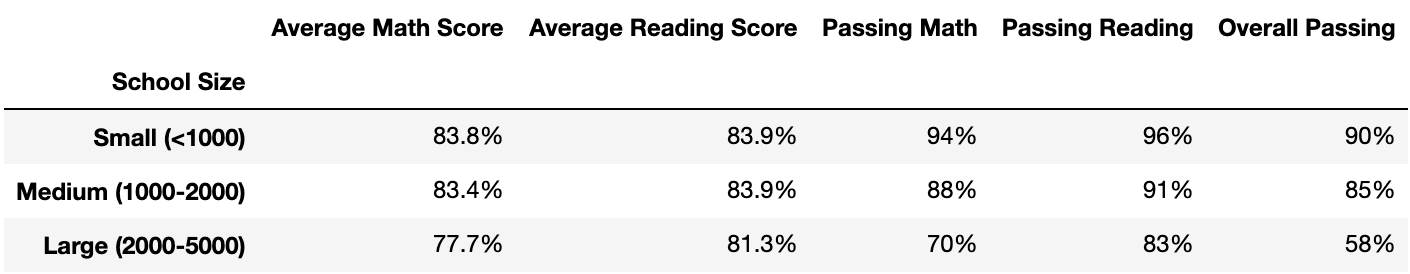 Average Math Score Average Reading Score Passing Math Passing Reading Overall Passing
School Size
Small (<1000) 83.8% 83.9% 94% 96% 90%
Medium (1000-2000) 83.4% 83.9% 88% 91% 85%
Large (2000-5000) 77.7% 81.3% 70% 83% 58%